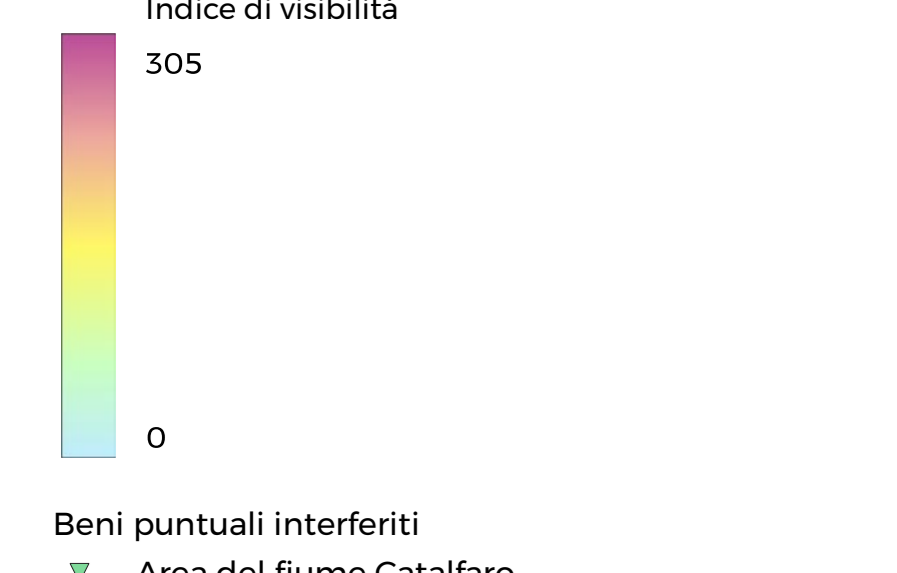 Indice di visibilità
305
0
Beni puntuali interferiti
Area del fiume Catalfaro